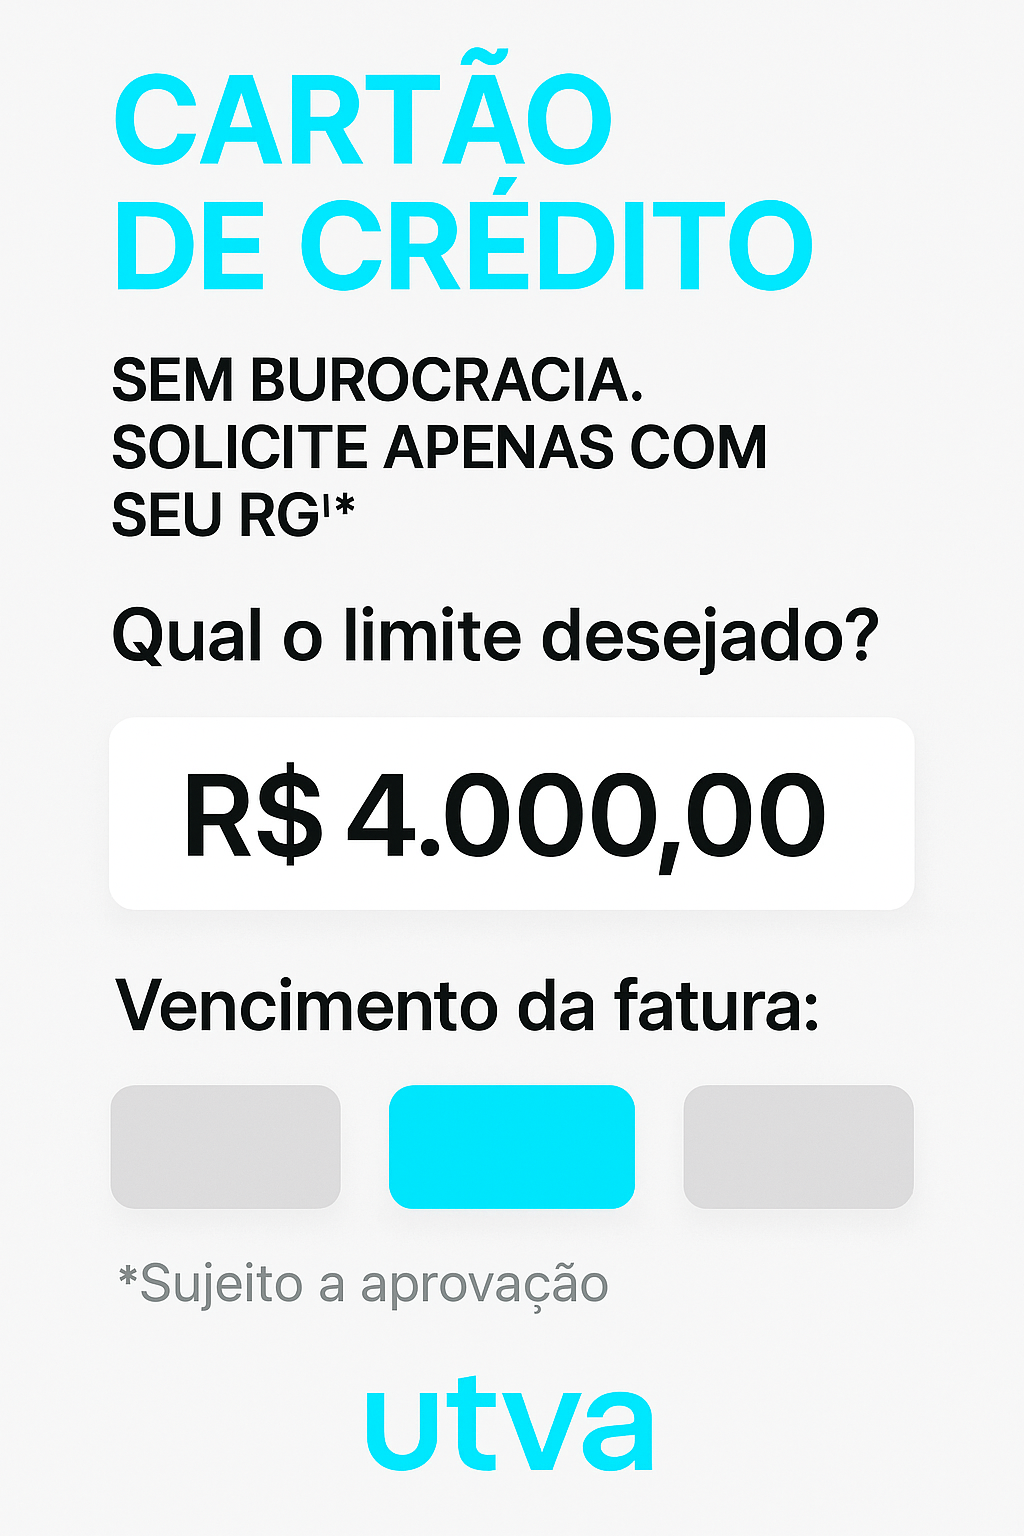 CARTÃO
DE CRÉDITO
SEM BUROCRACIA.
SOLICITE APENAS COM
SEU RGˡ*
Qual o limite desejado?
R$ 4.000,00
Vencimento da fatura:
*Sujeito a aprovação
utva